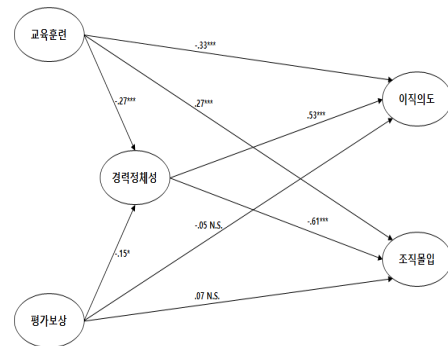 교육훈련
-.33***
이직의도
-.27***
.27***
.53***
경력정체성
-.05 N.S.
-.61***
-.15*
조직몰입
.07 N.S.
평가보상